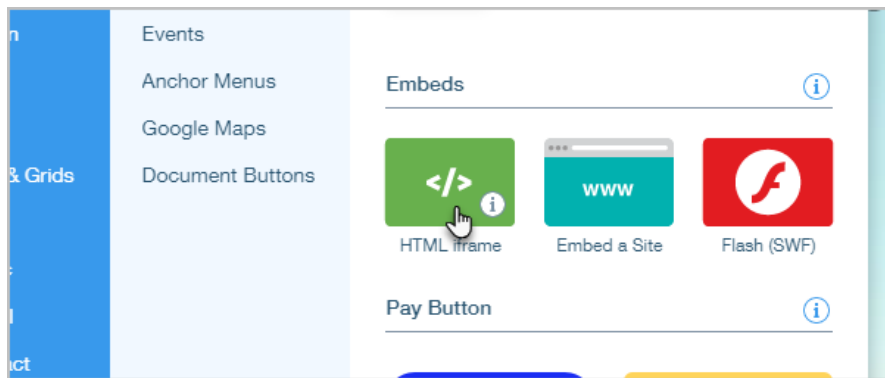 n
Events
Anchor Menus
Google Maps
& Grids
Document Buttons
l
ct
Embeds
i
</>
i
www
HTML iframe
Embed a Site
Flash (SWF)
Pay Button
i